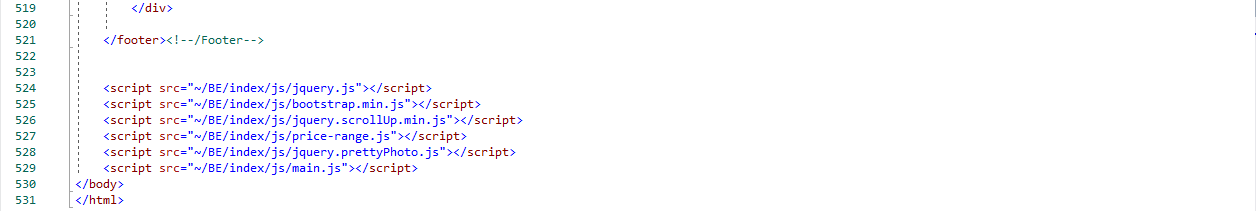 519 </div>
520
521 </footer><!--/Footer-->
522
523
524 <script src="~/BE/index/js/jquery.js"></script>
525 <script src="~/BE/index/js/bootstrap.min.js"></script>
526 <script src="~/BE/index/js/jquery.scrollUp.min.js"></script>
527 <script src="~/BE/index/js/price-range.js"></script>
528 <script src="~/BE/index/js/jquery.prettyPhoto.js"></script>
529 <script src="~/BE/index/js/main.js"></script>
530 </body>
531 </html>